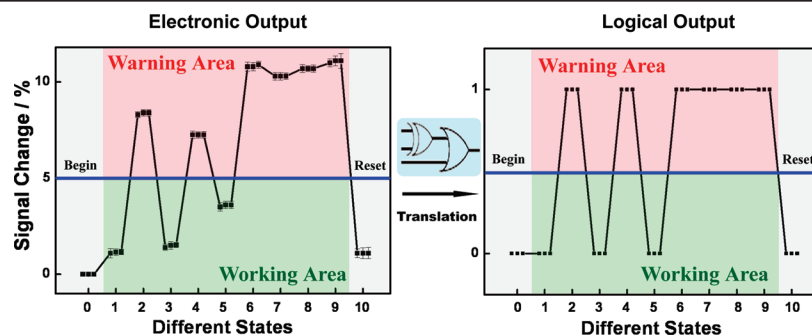 Electronic Output
Logical Output
Signal Change / %
10
5
0
Warning Area
Begin
Reset
Working Area
0 1 2 3 4 5 6 7 8 9 10
Different States
Translation
1
0
Warning Area
Begin
Reset
Working Area
0 1 2 3 4 5 6 7 8 9 10
Different States